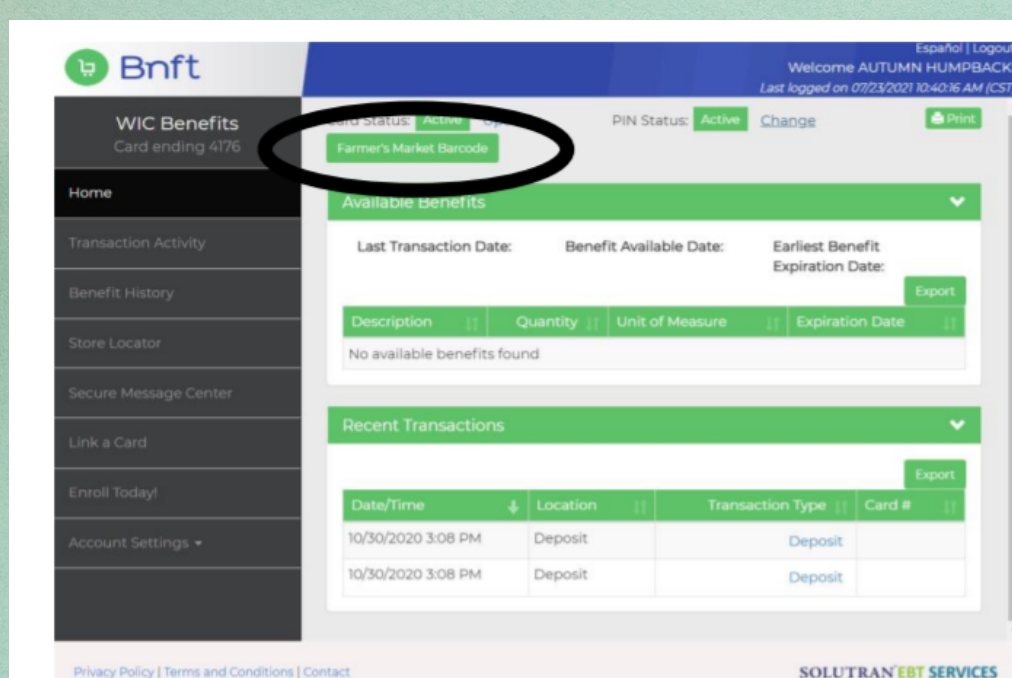 Bnft
Español | Logout
Welcome AUTUMN HUMPBACK
Last logged on 07/23/2021 10:40:16 AM (CST)
WIC Benefits
Card ending 4176
Home
Transaction Activity
Benefit History
Store Locator
Secure Message Center
Link a Card
Enroll Today!
Account Settings
Card Status: Active
PIN Status: Active Change
Print
Farmer's Market Barcode
Available Benefits
Last Transaction Date: Benefit Available Date: Earliest Benefit
Expiration Date:
Export
Description Quantity Unit of Measure Expiration Date
No available benefits found
Recent Transactions
Export
Date/Time Location Transaction Type Card #
10/30/2020 3:08 PM Deposit Deposit
10/30/2020 3:08 PM Deposit Deposit
Privacy Policy | Terms and Conditions | Contact
SOLUTRAN EBT SERVICES